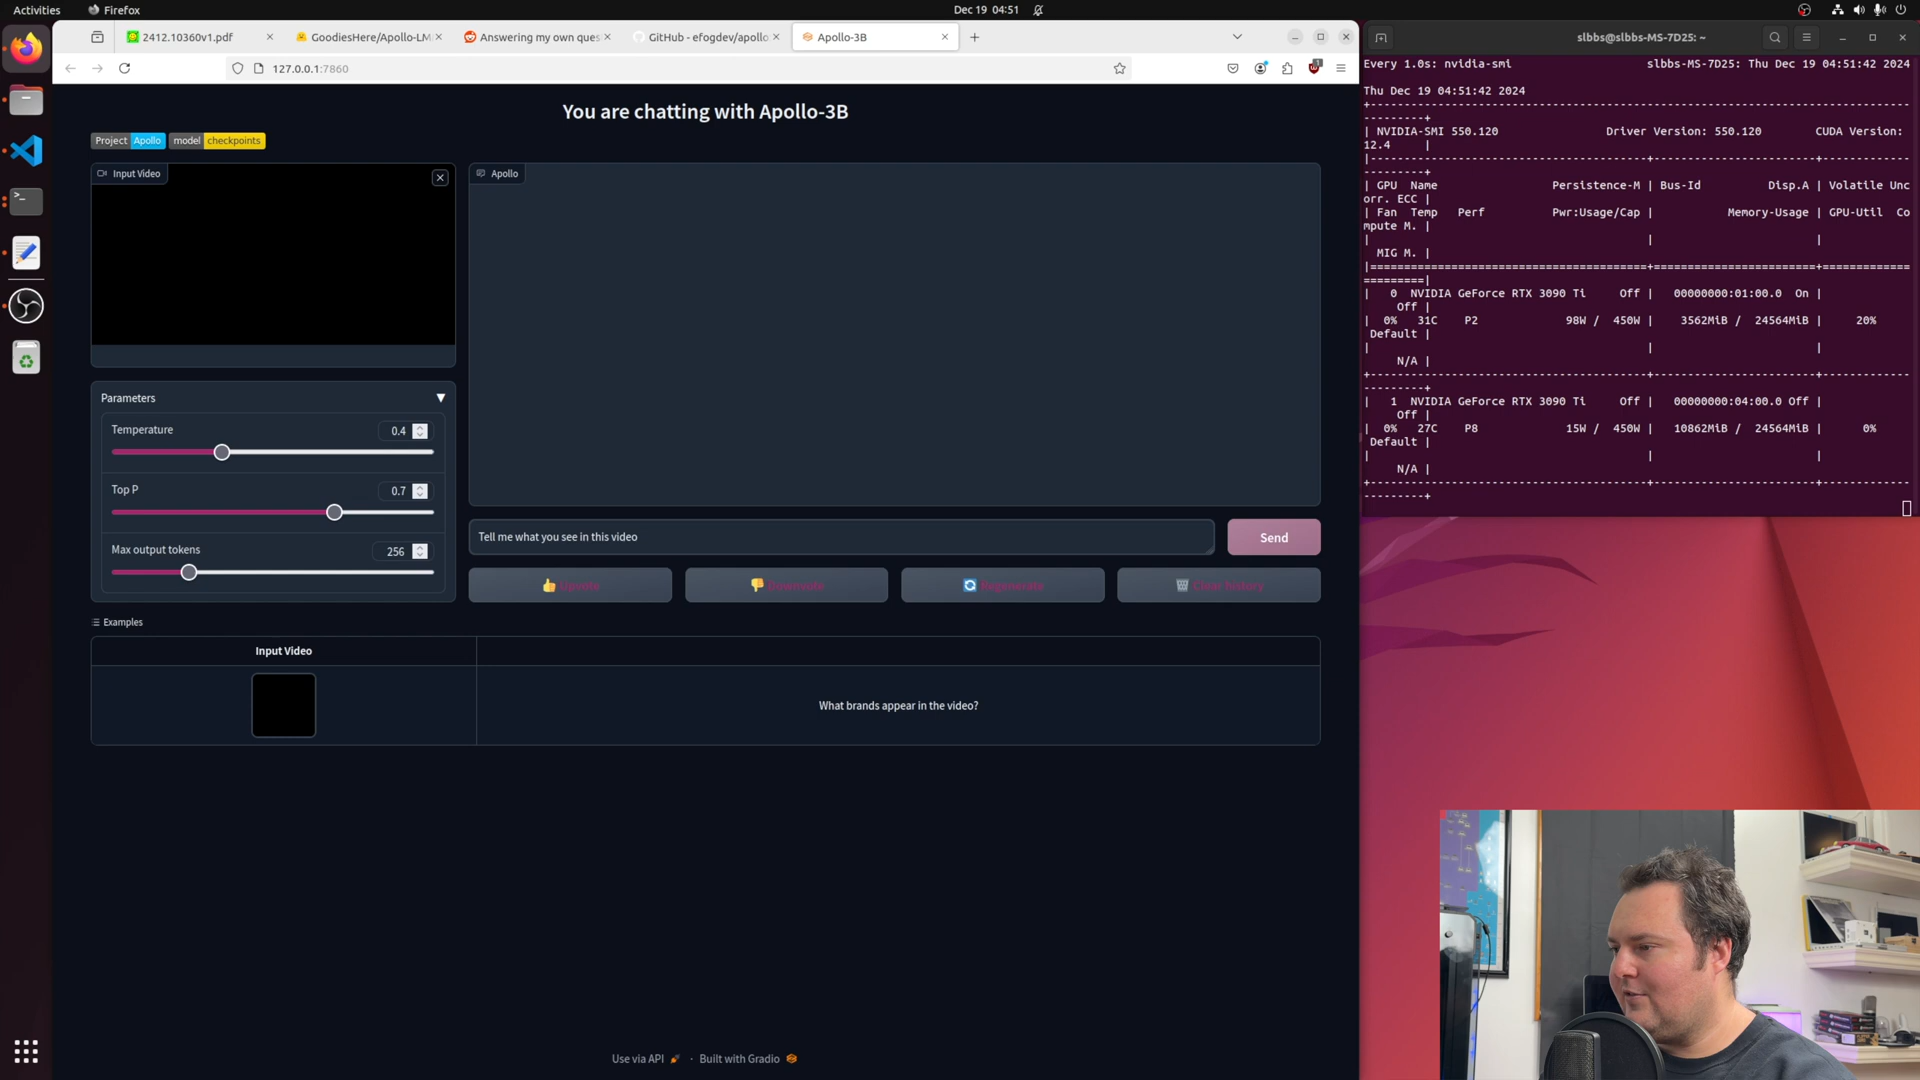 Activities
Firefox
Dec 19 04:51
2412.10360v1.pdf
GoodiesHere/Apollo-LM
Answering my own ques
GitHub - efogdev/apollo
Apollo-3B
127.0.0.1:7860
You are chatting with Apollo-3B
Project Apollo
model checkpoints
Input Video
Apollo
Parameters
Temperature
0.4
Top P
0.7
Max output tokens
256
Tell me what you see in this video
Send
Upvote
Downvote
Regenerate
Clear history
Examples
Input Video
What brands appear in the video?
Use via API
· Built with Gradio
slbbs@slbbs-MS-7D25: ~
Every 1.0s: nvidia-smi slbbs-MS-7D25: Thu Dec 19 04:51:42 2024
Thu Dec 19 04:51:42 2024
+-----------------------------------------------------------------------------
---------+
| NVIDIA-SMI 550.120 Driver Version: 550.120 CUDA Version:
12.4 |
|-----------------------------------------+------------------------+----------
---------+
| GPU Name Persistence-M | Bus-Id Disp.A | Volatile Unc
orr. ECC |
| Fan Temp Perf Pwr:Usage/Cap | Memory-Usage | GPU-Util Co
mpute M. |
| | |
MIG M. |
|=========================================+========================+=============
=========|
| 0 NVIDIA GeForce RTX 3090 Ti Off | 00000000:01:00.0 On |
Off |
| 0% 31C P2 98W / 450W | 3562MiB / 24564MiB | 20%
Default |
| | |
N/A |
+-----------------------------------------+------------------------+-------------
---------+
| 1 NVIDIA GeForce RTX 3090 Ti Off | 00000000:04:00.0 Off |
Off |
| 0% 27C P8 15W / 450W | 10862MiB / 24564MiB | 0%
Default |
| | |
N/A |
+-----------------------------------------+------------------------+-------------
---------+